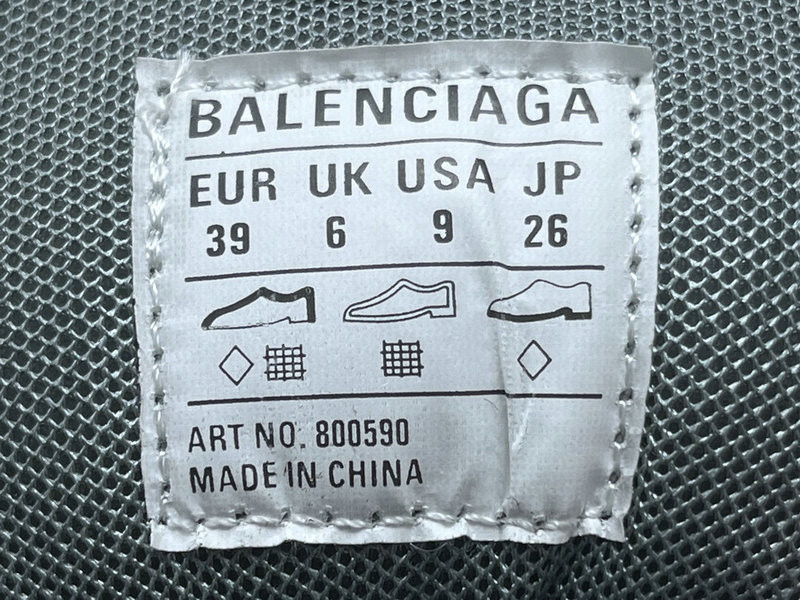 BALENCIAGA
EUR UK USA JP
39 6 9 26
ART NO. 800590
MADE IN CHINA